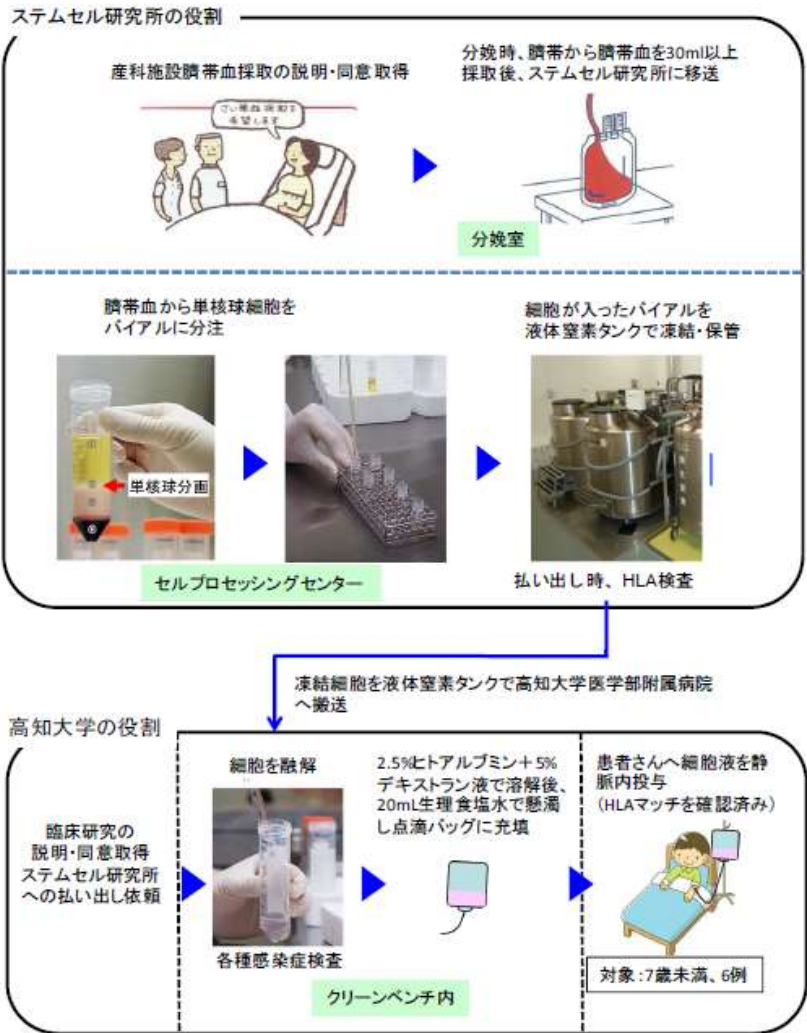 ステムセル研究所の役割
産科施設臍帯血採取の説明・同意取得
さい帯血採取を
希望します
分娩時、臍帯から臍帯血を30ml以上
採取後、ステムセル研究所に移送
分娩室
臍帯血から単核球細胞を
バイアルに分注
単核球分画
細胞が入ったバイアルを
液体窒素タンクで凍結・保管
セルプロセッシングセンター
払い出し時、HLA検査
凍結細胞を液体窒素タンクで高知大学医学部附属病院
へ搬送
高知大学の役割
臨床研究の
説明・同意取得
ステムセル研究所
への払い出し依頼
細胞を融解
各種感染症検査
2.5%ヒトアルブミン+5%
デキストラン液で溶解後、
20mL生理食塩水で懸濁
し点滴バッグに充填
クリーンベンチ内
患者さんへ細胞液を静
脈内投与
(HLAマッチを確認済み)
対象:7歳未満、6例